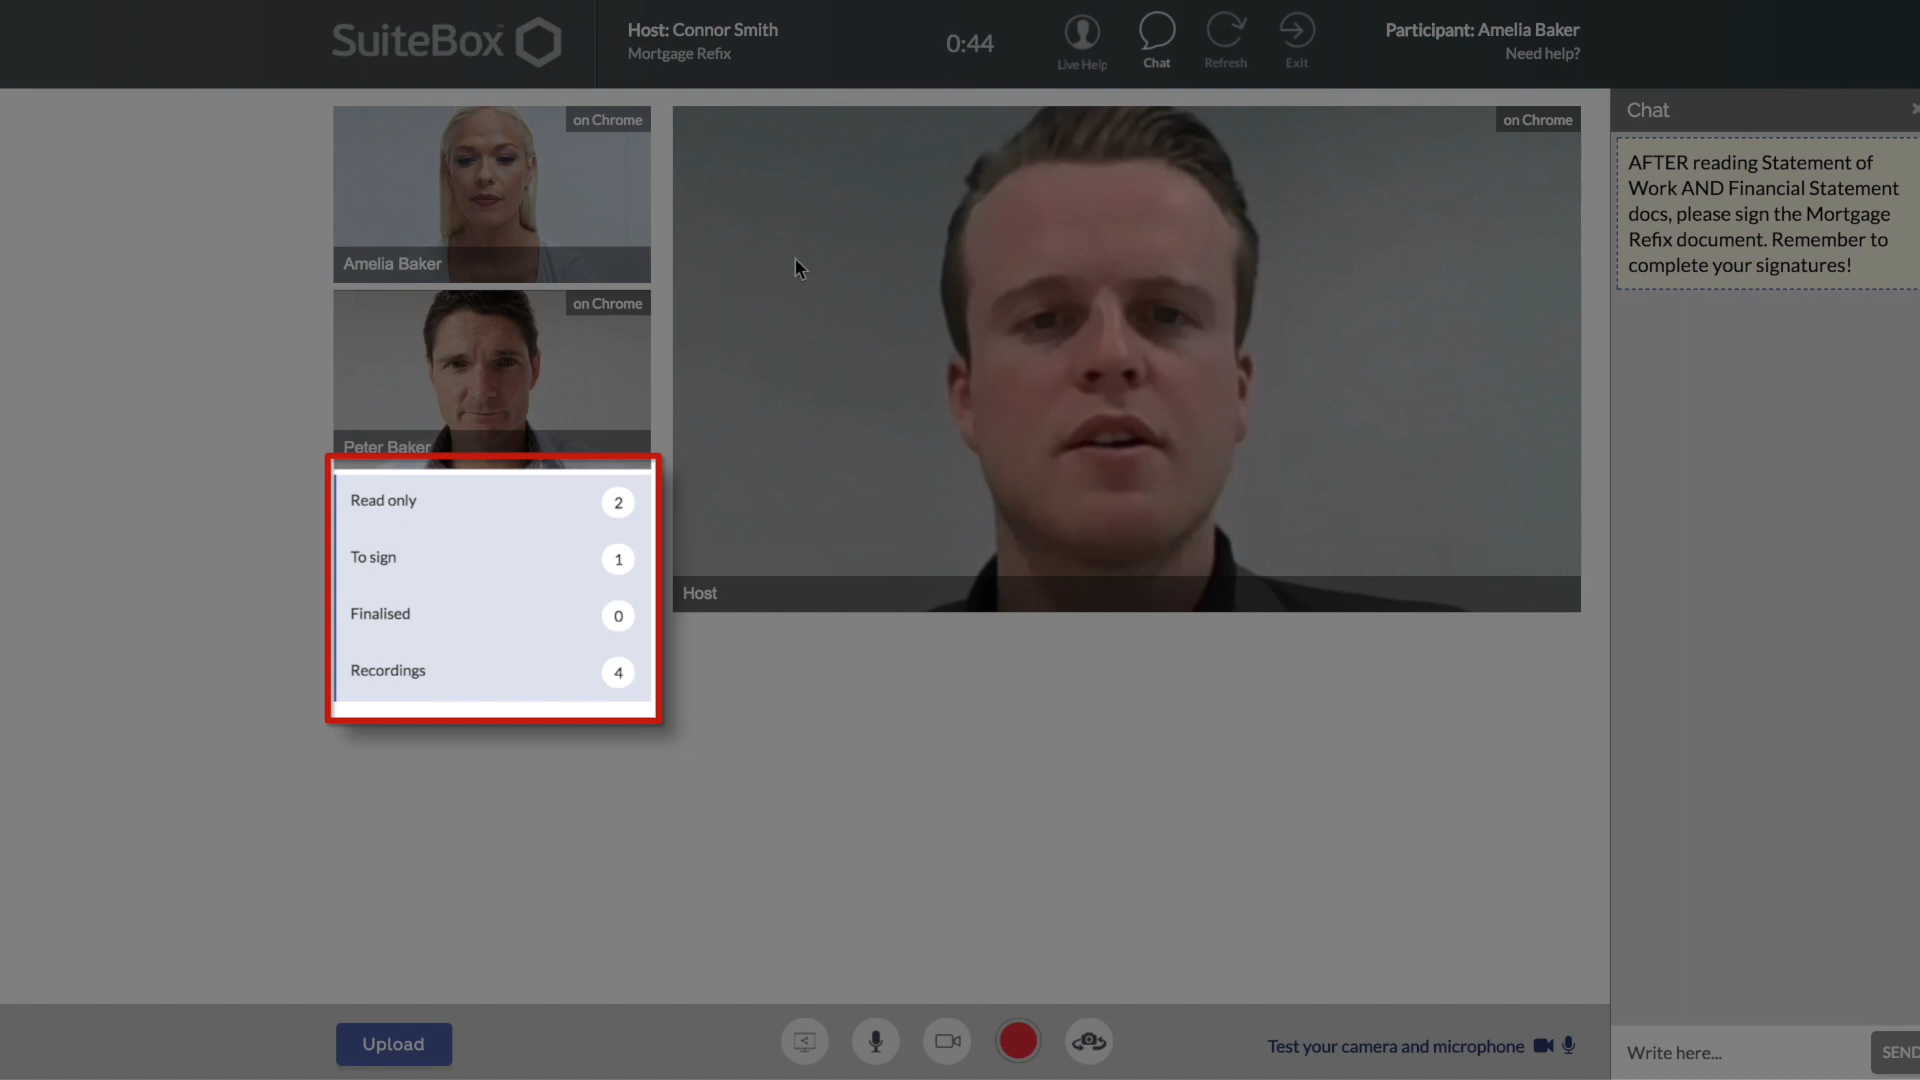 SuiteBox
Host: Connor Smith
Mortgage Refix
0:44
Live Help
Chat
Refresh
Exit
Participant: Amelia Baker
Need help?
on Chrome
Amelia Baker
on Chrome
Peter Baker
on Chrome
Host
Read only 2
To sign 1
Finalised 0
Recordings 4
Chat
AFTER reading Statement of
Work AND Financial Statement
docs, please sign the Mortgage
Refix document. Remember to
complete your signatures!
Upload
Test your camera and microphone
Write here...
SEND